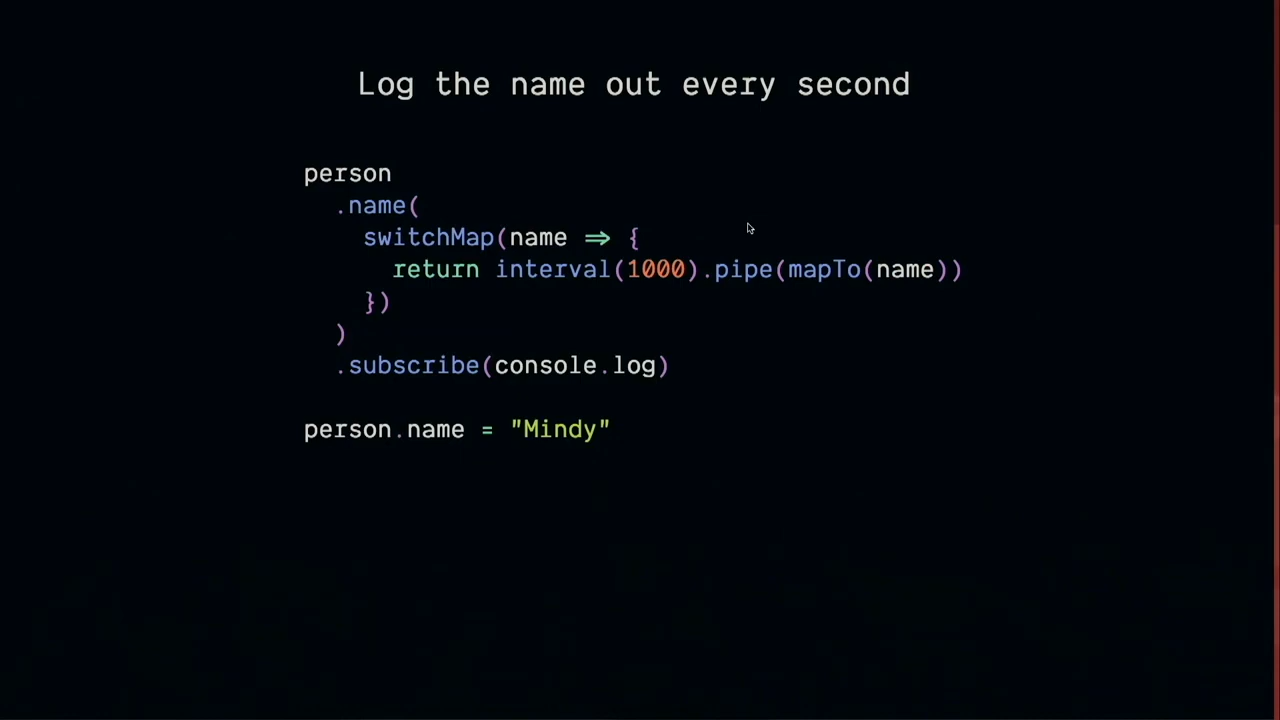 Log the name out every second
person
.name(
switchMap(name => {
return interval(1000).pipe(mapTo(name))
})
)
.subscribe(console.log)
person.name = "Mindy"